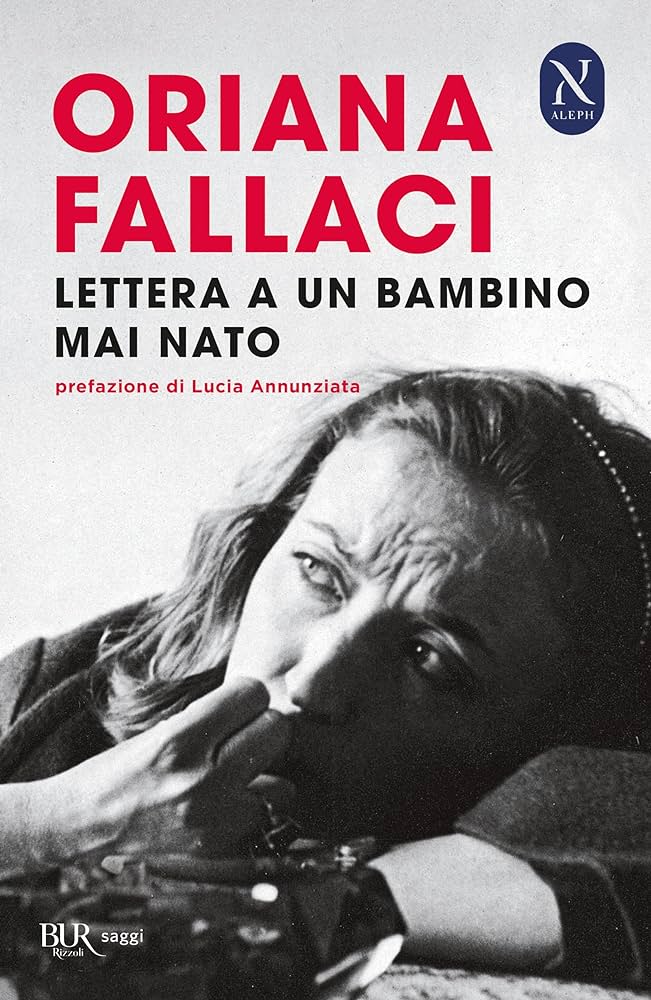 ORIANA
FALLACI
ALEPH
LETTERA A UN BAMBINO
MAI NATO
prefazione di Lucia Annunziata
BUR saggi
Rizzoli